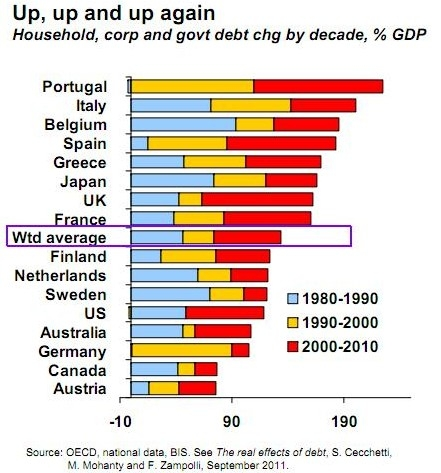 Up, up and up again
Household, corp and govt debt chg by decade, % GDP
Portugal
Italy
Belgium
Spain
Greece
Japan
UK
France
Wtd average
Finland
Netherlands
Sweden
US
Australia
Germany
Canada
Austria
1980-1990
1990-2000
2000-2010
-10 90 190
Source: OECD, national data, BIS. See The real effects of debt, S. Cecchetti,
M. Mohanty and F. Zampolli, September 2011.